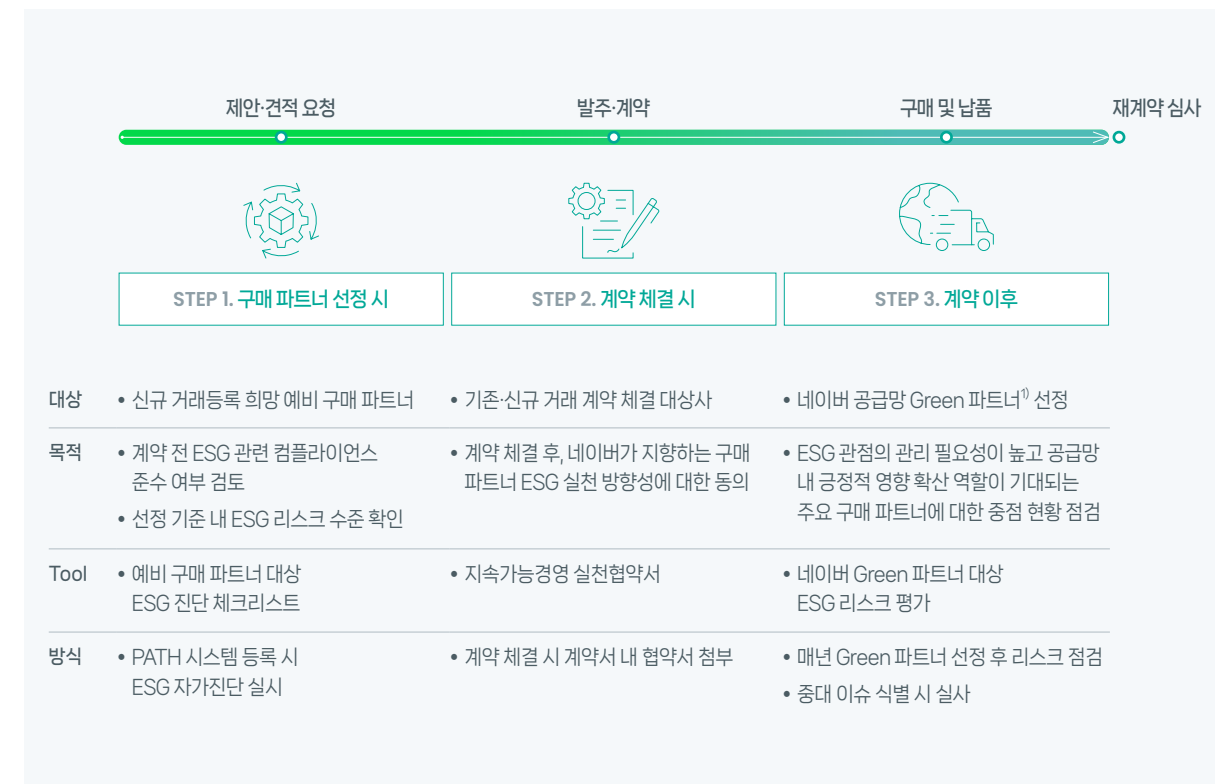 제안·견적 요청
발주·계약
구매 및 납품
재계약 심사
STEP 1. 구매 파트너 선정 시
STEP 2. 계약 체결 시
STEP 3. 계약 이후
대상
• 신규 거래등록 희망 예비 구매 파트너
• 기존·신규 거래 계약 체결 대상사
• 네이버 공급망 Green 파트너1) 선정
목적
• 계약 전 ESG 관련 컴플라이언스
준수 여부 검토
• 선정 기준 내 ESG 리스크 수준 확인
• 계약 체결 후, 네이버가 지향하는 구매
파트너 ESG 실천 방향성에 대한 동의
• ESG 관점의 관리 필요성이 높고 공급망
내 긍정적 영향 확산 역할이 기대되는
주요 구매 파트너에 대한 중점 현황 점검
Tool
• 예비 구매 파트너 대상
ESG 진단 체크리스트
• 지속가능경영 실천협약서
• 네이버 Green 파트너 대상
ESG 리스크 평가
방식
• PATH 시스템 등록 시
ESG 자가진단 실시
• 계약 체결 시 계약서 내 협약서 첨부
• 매년 Green 파트너 선정 후 리스크 점검
• 중대 이슈 식별 시 실사